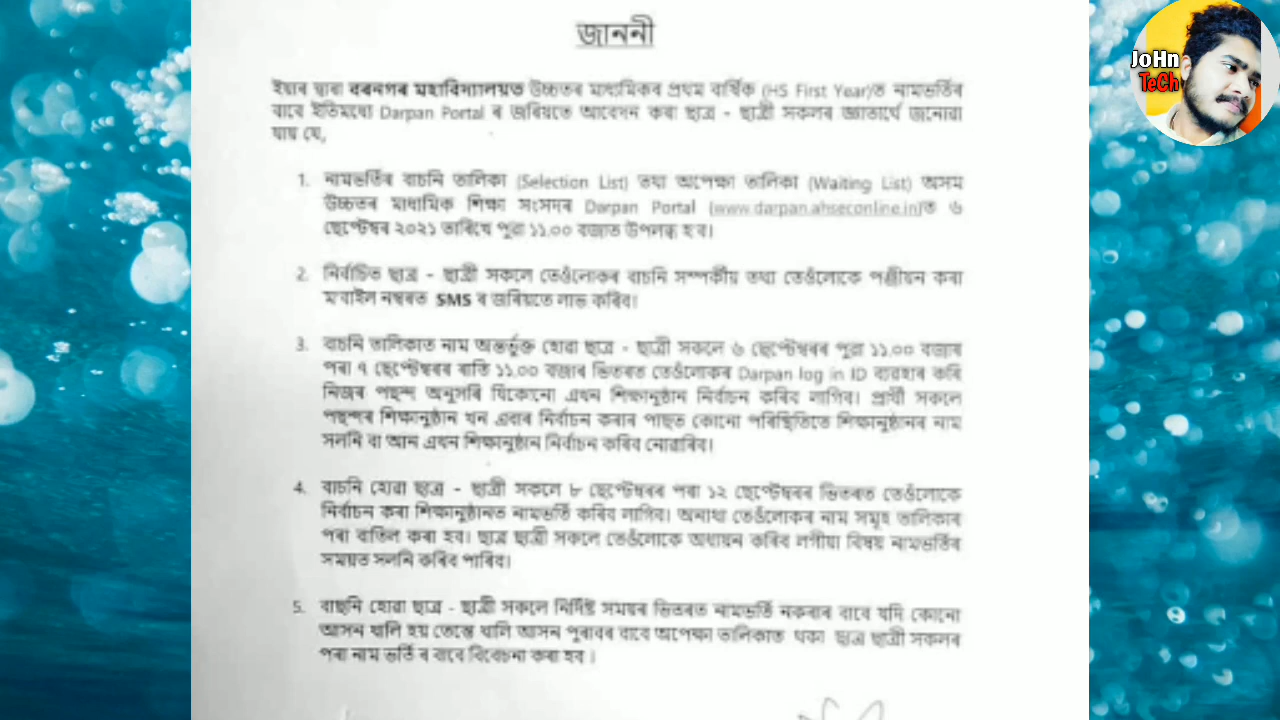 জাননী
JoHn
TeCh
ইয়াৰ দ্বাৰা বৰনগৰ মহাবিদ্যালয়ত উচ্চতৰ মাধ্যমিকৰ প্ৰথম বাৰ্ষিক (HS First Year)ত নামভৰ্তিৰ
বাবে ইতিমধ্যে Darpan Portal ৰ জৰিয়তে আবেদন কৰা ছাত্ৰ - ছাত্ৰী সকলৰ জ্ঞাতাৰ্থে জনোৱা
যায় যে,
1. নামভৰ্তিৰ বাচনি তালিকা (Selection List) তথা অপেক্ষা তালিকা (Waiting List) অসম
উচ্চতৰ মাধ্যমিক শিক্ষা সংসদৰ Darpan Portal (www.darpan.ahseconline.in)ত ৬
ছেপ্টেম্বৰ ২০২১ তাৰিখে পুৱা ১১.০০ বজাত উপলব্ধ হ'ব।
2. নিৰ্বাচিত ছাত্ৰ - ছাত্ৰী সকলে তেওঁলোকৰ বাচনি সম্পৰ্কীয় তথ্য তেওঁলোকে পঞ্জীয়ন কৰা
ম'বাইল নম্বৰত SMS ৰ জৰিয়তে লাভ কৰিব।
3. বাচনি তালিকাত নাম অন্তৰ্ভুক্ত হোৱা ছাত্ৰ - ছাত্ৰী সকলে ৬ ছেপ্টেম্বৰৰ পুৱা ১১.০০ বজাৰ
পৰা ৭ ছেপ্টেম্বৰৰ ৰাতি ১১.০০ বজাৰ ভিতৰত তেওঁলোকৰ Darpan log in ID ব্যৱহাৰ কৰি
নিজৰ পছন্দ অনুসৰি যিকোনো এখন শিক্ষানুষ্ঠান নিৰ্বাচন কৰিব লাগিব। প্ৰাৰ্থী সকলে
পছন্দৰ শিক্ষানুষ্ঠান খন এবাৰ নিৰ্বাচন কৰাৰ পাছত কোনো পৰিস্থিতিতে শিক্ষানুষ্ঠানৰ নাম
সলনি বা আন এখন শিক্ষানুষ্ঠান নিৰ্বাচন কৰিব নোৱাৰিব।
4. বাচনি হোৱা ছাত্ৰ - ছাত্ৰী সকলে ৮ ছেপ্টেম্বৰৰ পৰা ১২ ছেপ্টেম্বৰৰ ভিতৰত তেওঁলোকে
নিৰ্বাচন কৰা শিক্ষানুষ্ঠানত নামভৰ্তি কৰিব লাগিব। অন্যথা তেওঁলোকৰ নাম সমূহ তালিকাৰ
পৰা বাতিল কৰা হব। ছাত্ৰ ছাত্ৰী সকলে তেওঁলোকে অধ্যয়ন কৰিব লগীয়া বিষয় নামভৰ্তিৰ
সময়ত সলনি কৰিব পাৰিব।
5. বাছনি হোৱা ছাত্ৰ - ছাত্ৰী সকলে নিৰ্দিষ্ট সময়ৰ ভিতৰত নামভৰ্তি নকৰাৰ বাবে যদি কোনো
আসন খালি হয় তেন্তে খালি আসন পুৰাবৰ বাবে অপেক্ষা তালিকাত থকা ছাত্ৰ ছাত্ৰী সকলৰ
পৰা নাম ভৰ্তি ৰ বাবে বিবেচনা কৰা হব ।